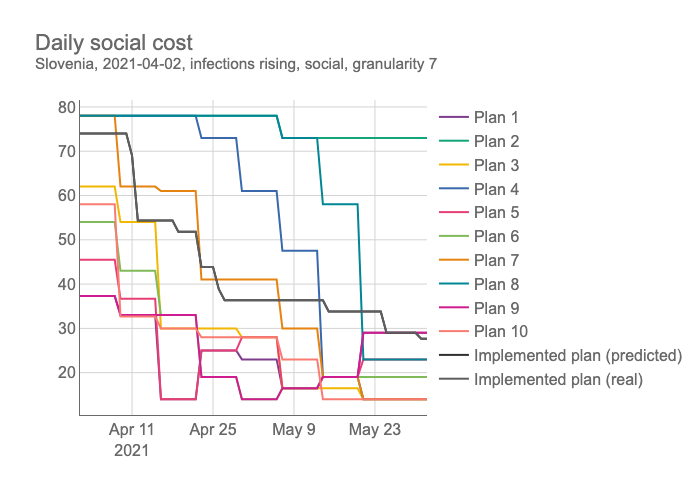 Daily social cost
Slovenia, 2021-04-02, infections rising, social, granularity 7
80
70
60
50
40
30
20
Apr 11
2021
Apr 25
May 9
May 23
Plan 1
Plan 2
Plan 3
Plan 4
Plan 5
Plan 6
Plan 7
Plan 8
Plan 9
Plan 10
Implemented plan (predicted)
Implemented plan (real)